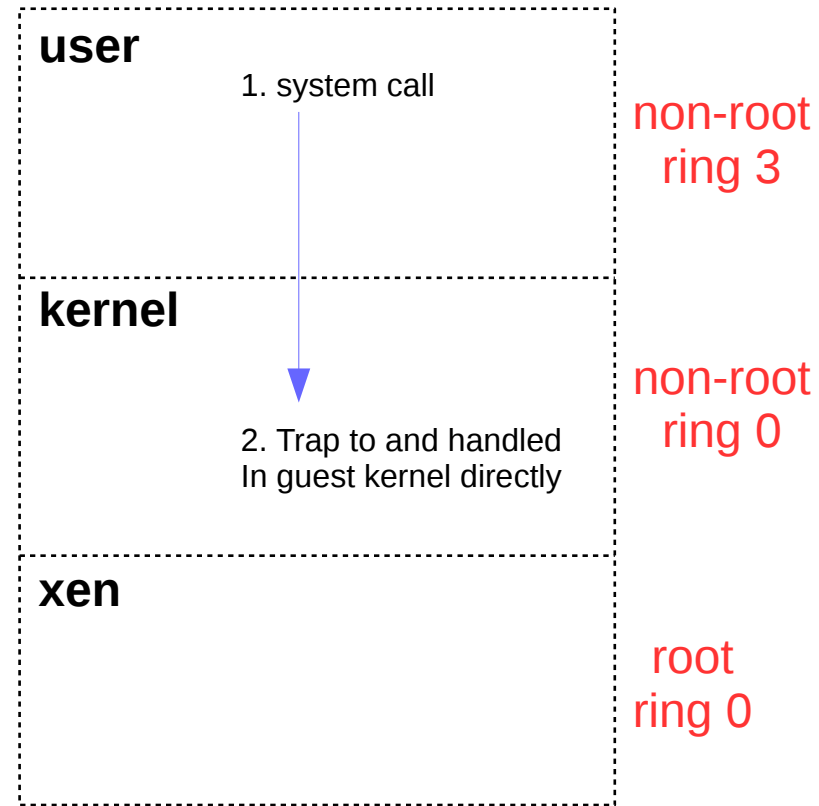 user
1. system call
non-root
ring 3
kernel
non-root
ring 0
2. Trap to and handled
In guest kernel directly
xen
root
ring 0